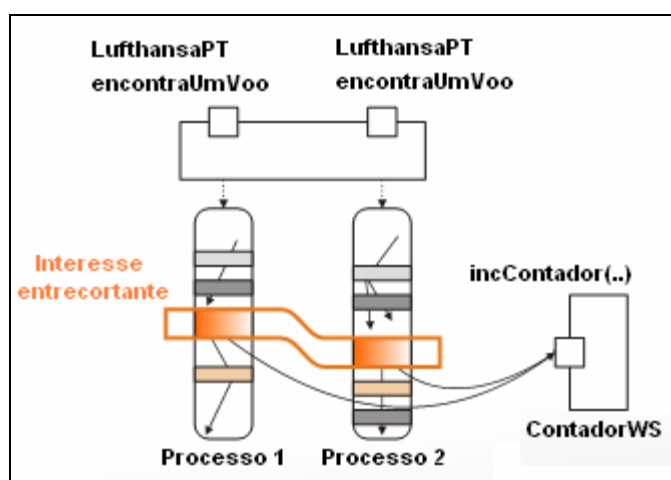 LufthansaPT
encontraUmVoo
LufthansaPT
encontraUmVoo
Interesse
entrecortante
incContador(..)
ContadorWS
Processo 1
Processo 2